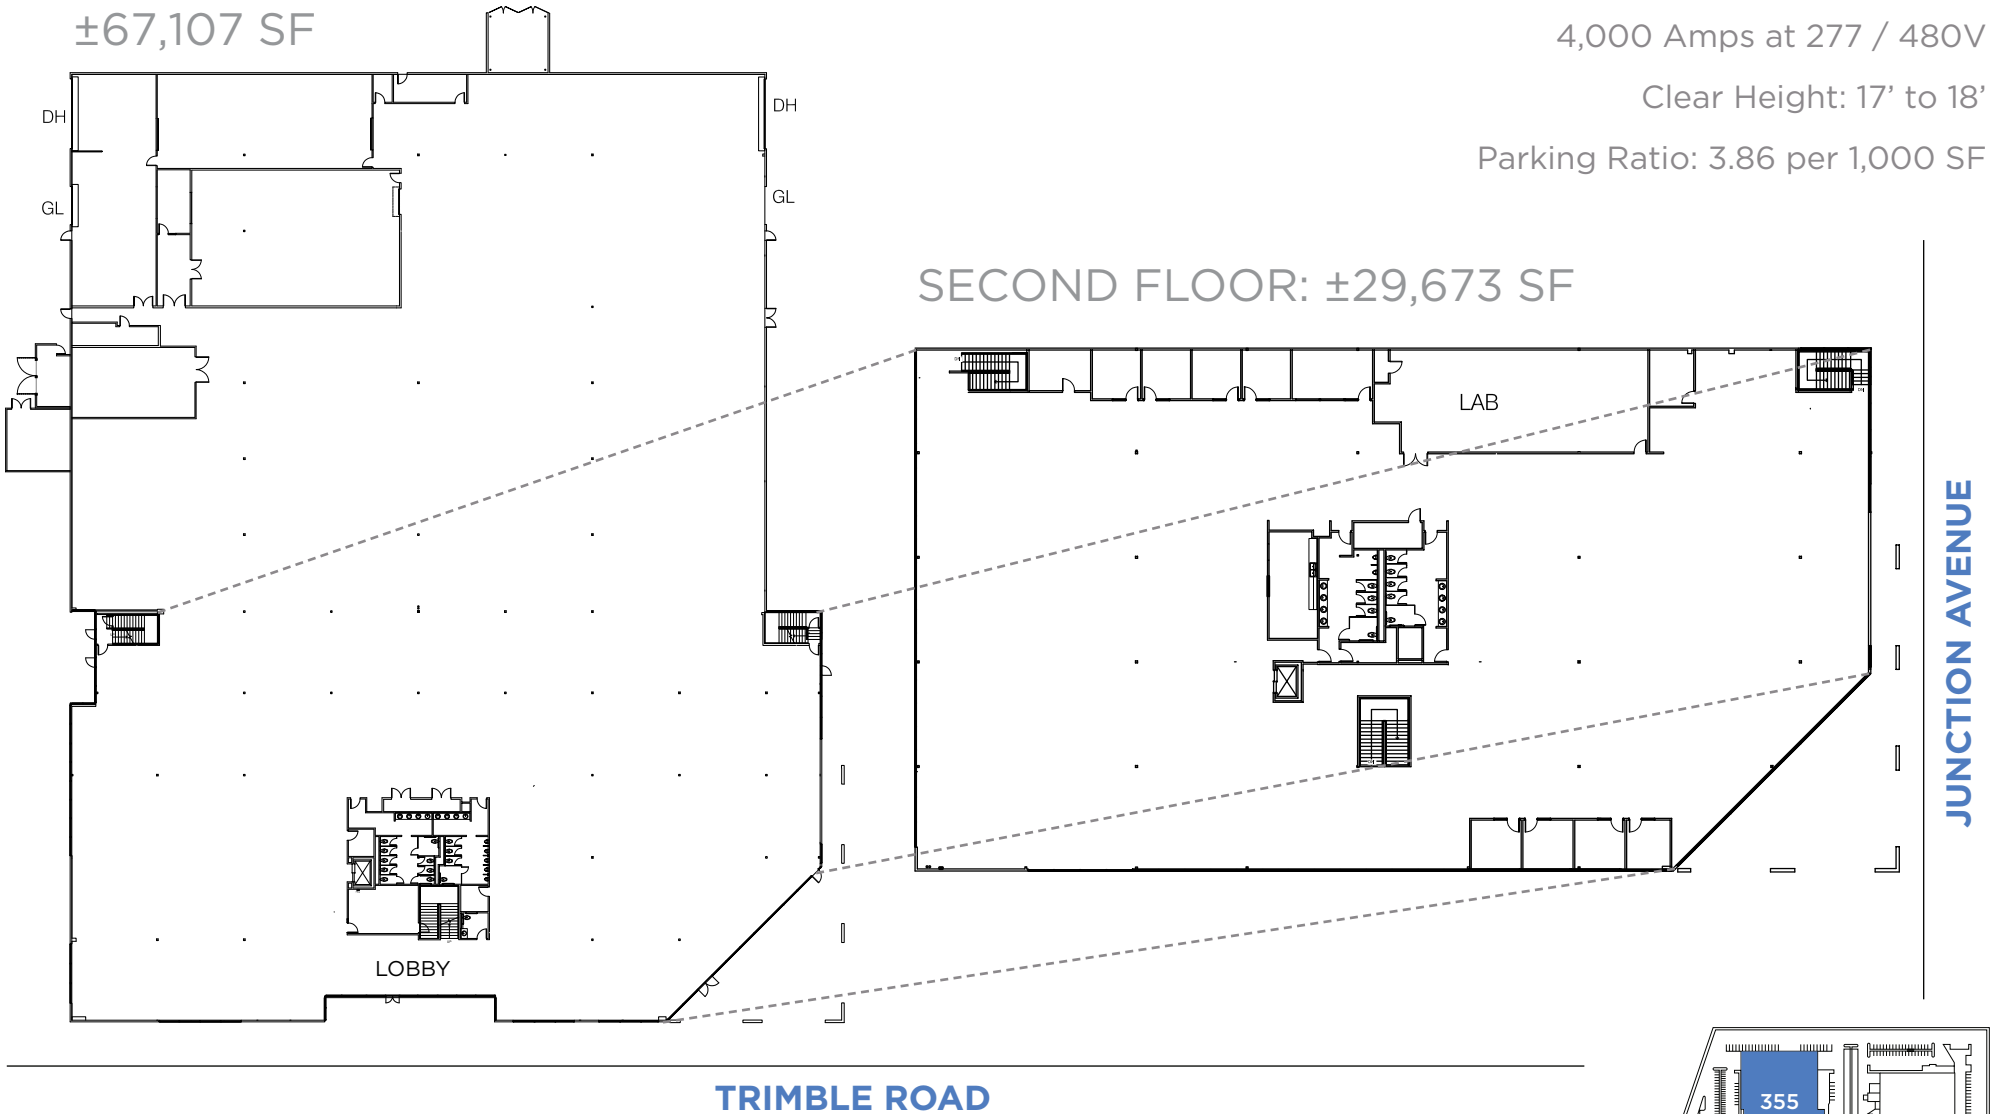 ±67,107 SF
4,000 Amps at 277 / 480V
Clear Height: 17’ to 18’
Parking Ratio: 3.86 per 1,000 SF
DH
DH
GL
GL
SECOND FLOOR: ±29,673 SF
LAB
JUNCTION AVENUE
LOBBY
TRIMBLE ROAD
355